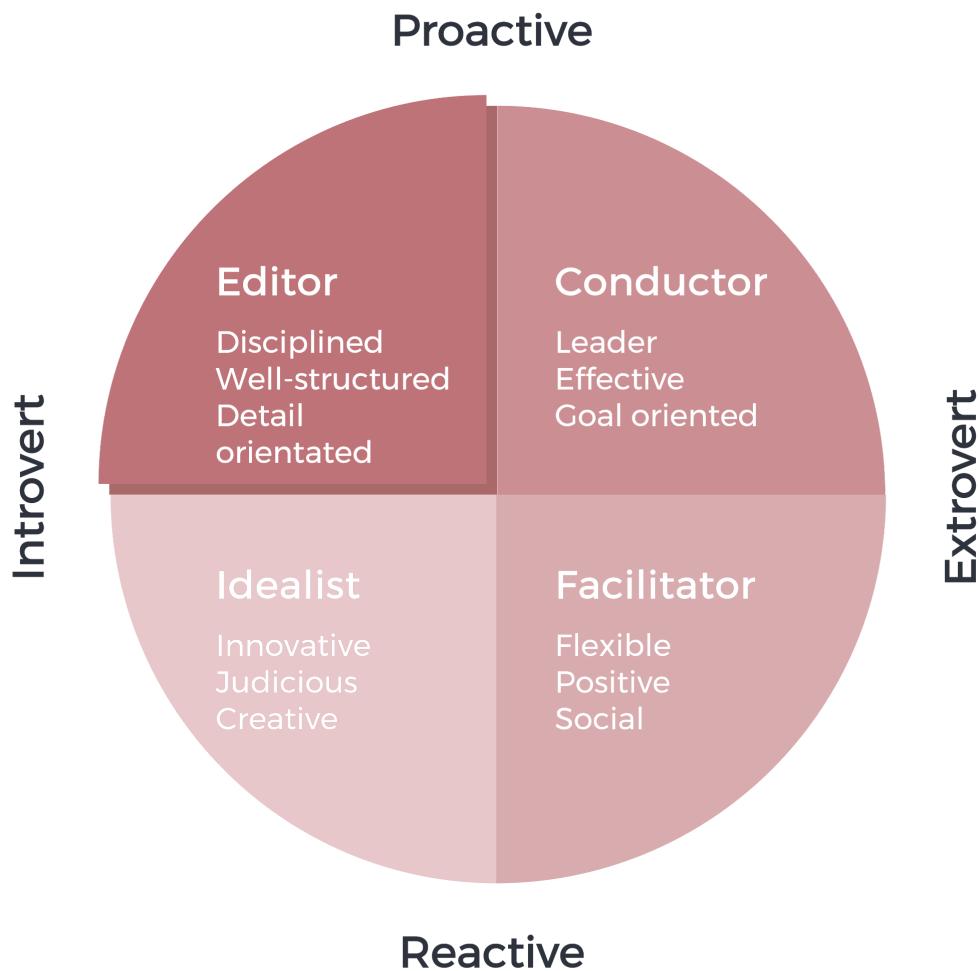 Proactive
Editor
Disciplined
Well-structured
Detail
orientated
Conductor
Leader
Effective
Goal oriented
Introvert
Extrovert
Idealist
Innovative
Judicious
Creative
Facilitator
Flexible
Positive
Social
Reactive